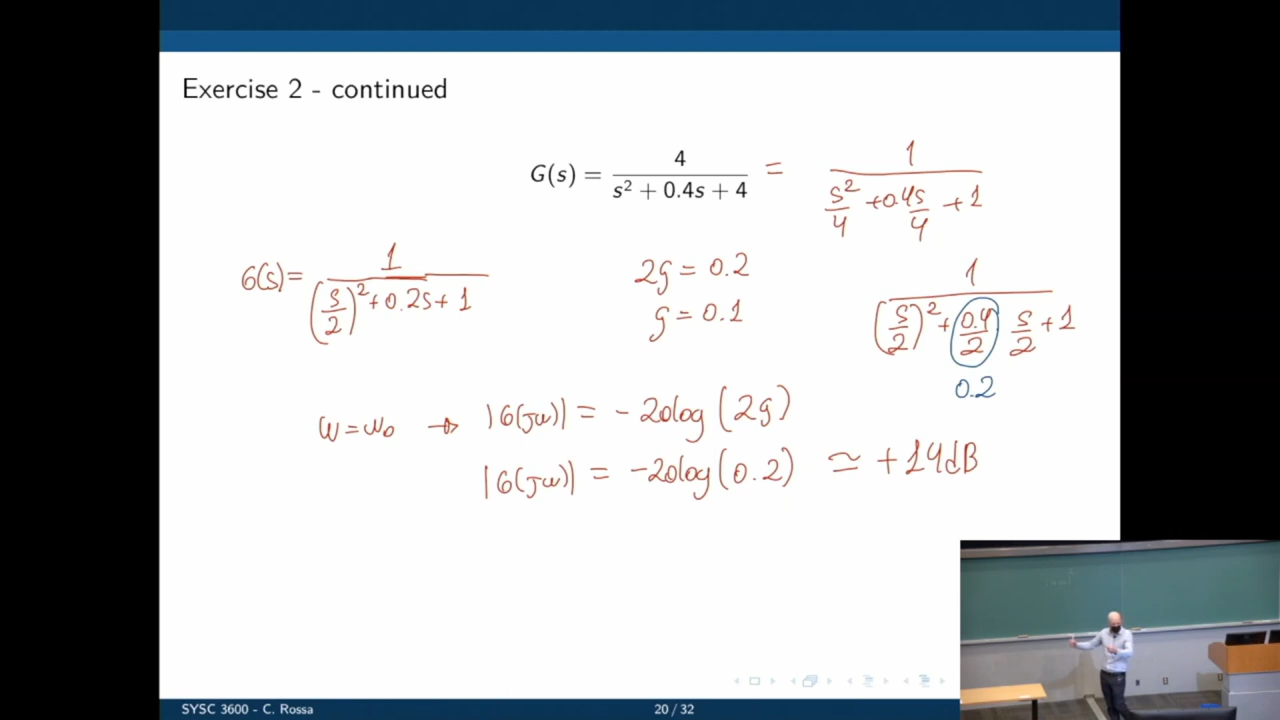 Exercise 2 - continued
G(s) = 4 / (s² + 0.4s + 4) = 1 / (s²/4 + 0.4s/4 + 1)
G(s) = 1 / ((s/2)² + 0.2s + 1)
2ζ = 0.2
ζ = 0.1
1 / ((s/2)² + 0.4/2 s/2 + 1)
0.2
ω = ω₀ → |G(jω)| = -20log(2ζ)
|G(jω)| = -20log(0.2) ≃ +14dB
SYSC 3600 - C. Rossa
20 / 32